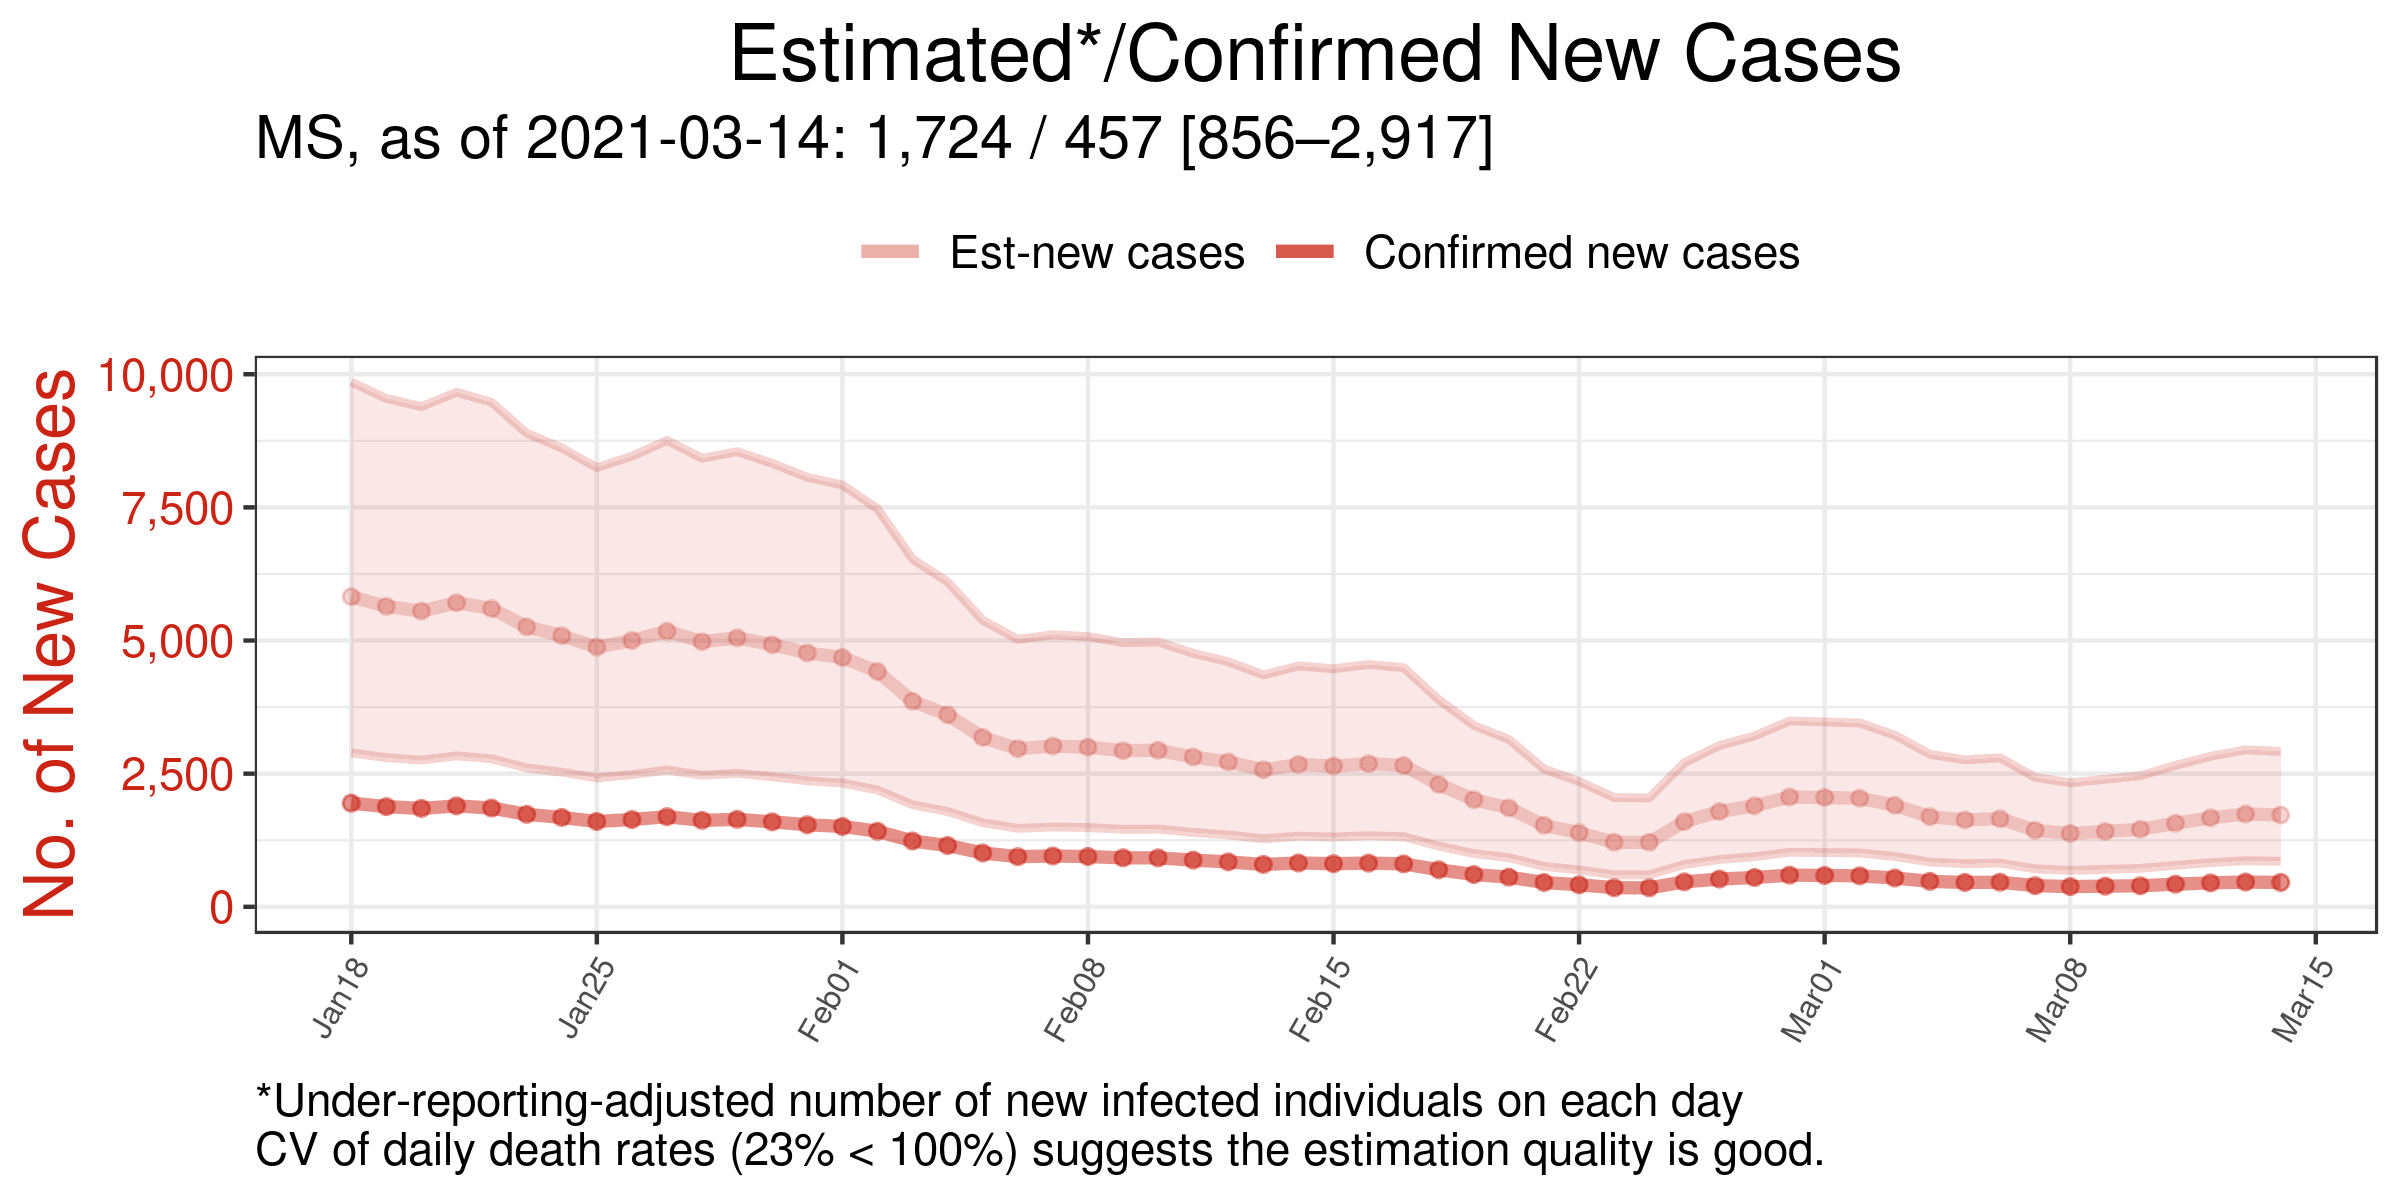 Estimated*/Confirmed New Cases
MS, as of 2021-03-14: 1,724 / 457 [856–2,917]
Est-new cases
Confirmed new cases
No. of New Cases
10,000
7,500
5,000
2,500
0
Jan18
Jan25
Feb01
Feb08
Feb15
Feb22
Mar01
Mar08
Mar15
*Under-reporting-adjusted number of new infected individuals on each day
CV of daily death rates (23% < 100%) suggests the estimation quality is good.